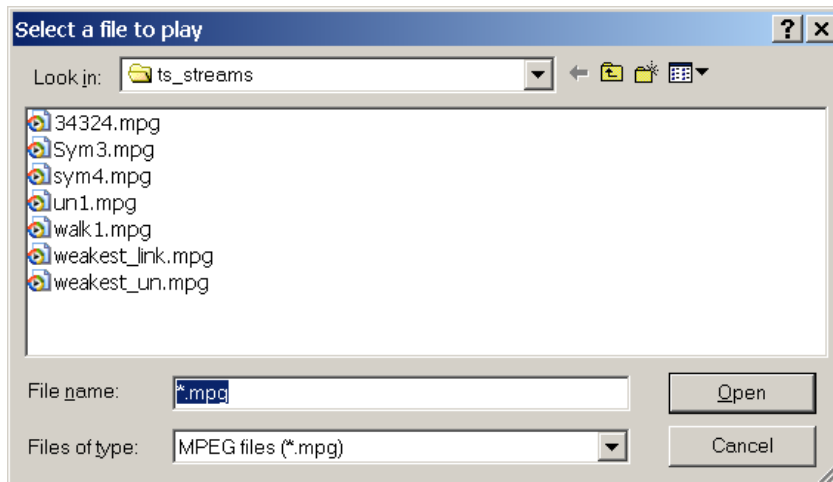 Select a file to play
Look in: ts_streams
34324.mpg
Sym3.mpg
sym4.mpg
un1.mpg
walk1.mpg
weakest_link.mpg
weakest_un.mpg
File name: *.mpg Open
Files of type: MPEG files (*.mpg) Cancel